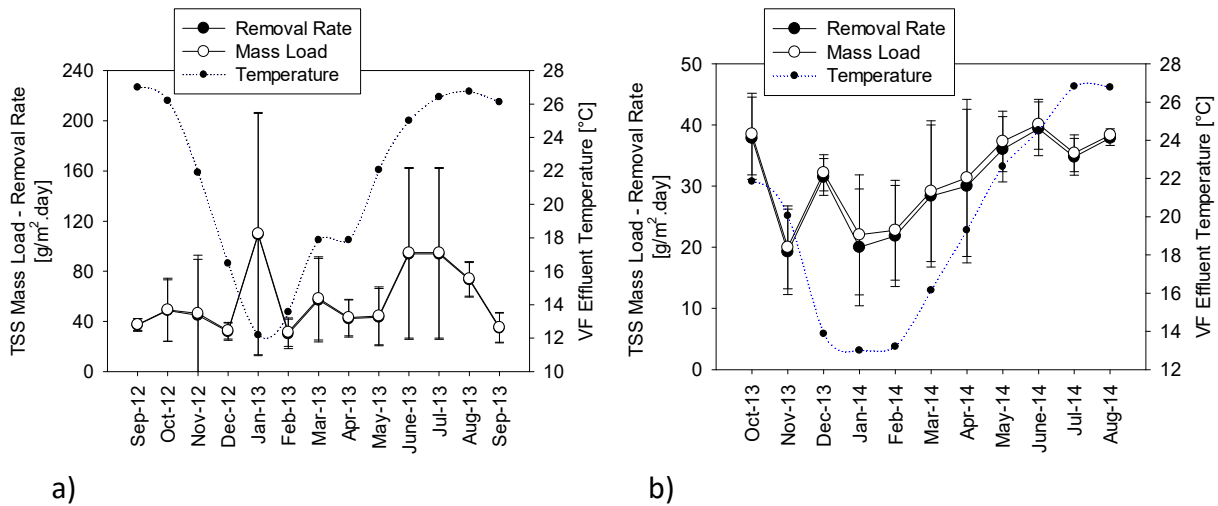 Removal Rate
Mass Load
Temperature
TSS Mass Load - Removal Rate
[g/m².day]
240
200
160
120
80
40
0
28
26
24
22
20
18
16
14
12
10
VF Effluent Temperature [°C]
Sep-12
Oct-12
Nov-12
Dec-12
Jan-13
Feb-13
Mar-13
Apr-13
May-13
June-13
Jul-13
Aug-13
Sep-13
a)
Removal Rate
Mass Load
Temperature
TSS Mass Load - Removal Rate
[g/m².day]
50
40
30
20
10
0
28
26
24
22
20
18
16
14
12
VF Effluent Temperature [°C]
Oct-13
Nov-13
Dec-13
Jan-14
Feb-14
Mar-14
Apr-14
May-14
June-14
Jul-14
Aug-14
b)